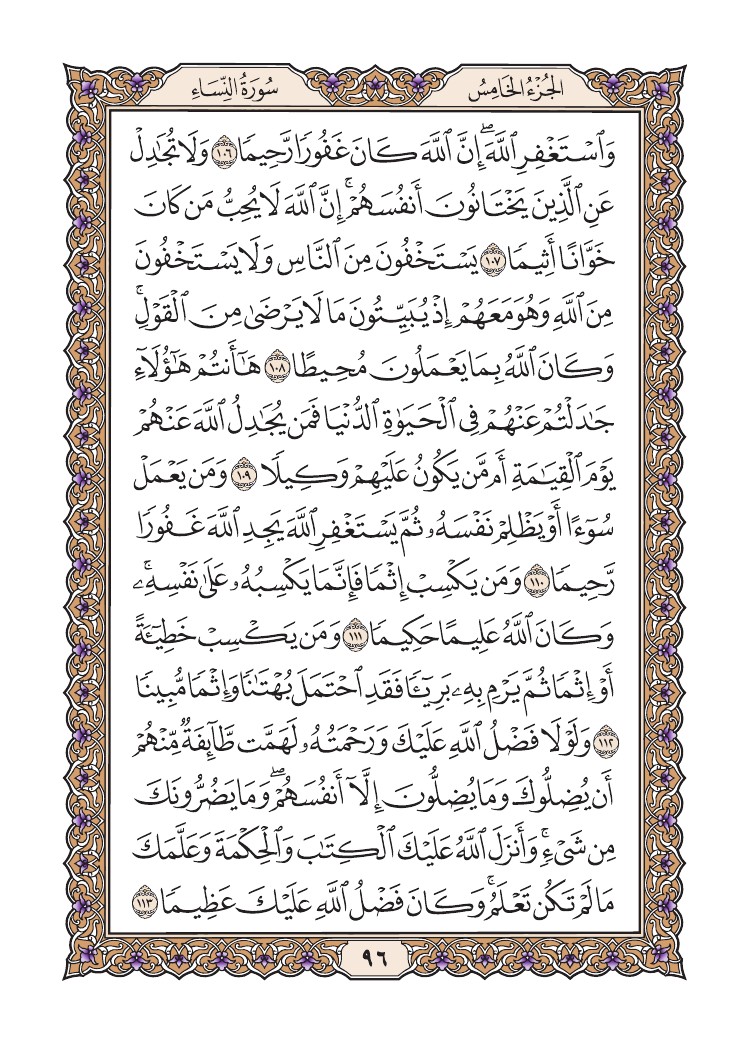 الجُزْءُ الخَامِسُ
سُورَةُ النِّسَاءِ
وَٱسْتَغْفِرِ ٱللَّهَۖ إِنَّ ٱللَّهَ كَانَ غَفُورٗا رَّحِيمٗا ١٠٦ وَلَا تُجَٰدِلۡ
عَنِ ٱلَّذِينَ يَخۡتَانُونَ أَنفُسَهُمۡۚ إِنَّ ٱللَّهَ لَا يُحِبُّ مَن كَانَ
خَوَّانًا أَثِيمٗا ١٠٧ يَسۡتَخۡفُونَ مِنَ ٱلنَّاسِ وَلَا يَسۡتَخۡفُونَ
مِنَ ٱللَّهِ وَهُوَ مَعَهُمۡ إِذۡ يُبَيِّتُونَ مَا لَا يَرۡضَىٰ مِنَ ٱلۡقَوۡلِۚ
وَكَانَ ٱللَّهُ بِمَا يَعۡمَلُونَ مُحِيطًا ١٠٨ هَٰٓأَنتُمۡ هَٰٓؤُلَآءِ
جَٰدَلۡتُمۡ عَنۡهُمۡ فِي ٱلۡحَيَوٰةِ ٱلدُّنۡيَا فَمَن يُجَٰدِلُ ٱللَّهَ عَنۡهُمۡ
يَوۡمَ ٱلۡقِيَٰمَةِ أَم مَّن يَكُونُ عَلَيۡهِمۡ وَكِيلٗا ١٠٩ وَمَن يَعۡمَلۡ
سُوٓءًا أَوۡ يَظۡلِمۡ نَفۡسَهُۥ ثُمَّ يَسۡتَغۡفِرِ ٱللَّهَ يَجِدِ ٱللَّهَ غَفُورٗا
رَّحِيمٗا ١١٠ وَمَن يَكۡسِبۡ إِثۡمٗا فَإِنَّمَا يَكۡسِبُهُۥ عَلَىٰ نَفۡسِهِۦۚ
وَكَانَ ٱللَّهُ عَلِيمًا حَكِيمٗا ١١١ وَمَن يَكۡسِبۡ خَطِيٓـَٔةً
أَوۡ إِثۡمٗا ثُمَّ يَرۡمِ بِهِۦ بَرِيٓـٔٗا فَقَدِ ٱحۡتَمَلَ بُهۡتَٰنٗا وَإِثۡمٗا مُّبِينٗا
١١٢ وَلَوۡلَا فَضۡلُ ٱللَّهِ عَلَيۡكَ وَرَحۡمَتُهُۥ لَهَمَّت طَّآئِفَةٞ مِّنۡهُمۡ
أَن يُضِلُّوكَ وَمَا يُضِلُّونَ إِلَّآ أَنفُسَهُمۡۖ وَمَا يَضُرُّونَكَ
مِن شَيۡءٖۚ وَأَنزَلَ ٱللَّهُ عَلَيۡكَ ٱلۡكِتَٰبَ وَٱلۡحِكۡمَةَ وَعَلَّمَكَ
مَا لَمۡ تَكُن تَعۡلَمُۚ وَكَانَ فَضۡلُ ٱللَّهِ عَلَيۡكَ عَظِيمٗا ١١٣
٩٦